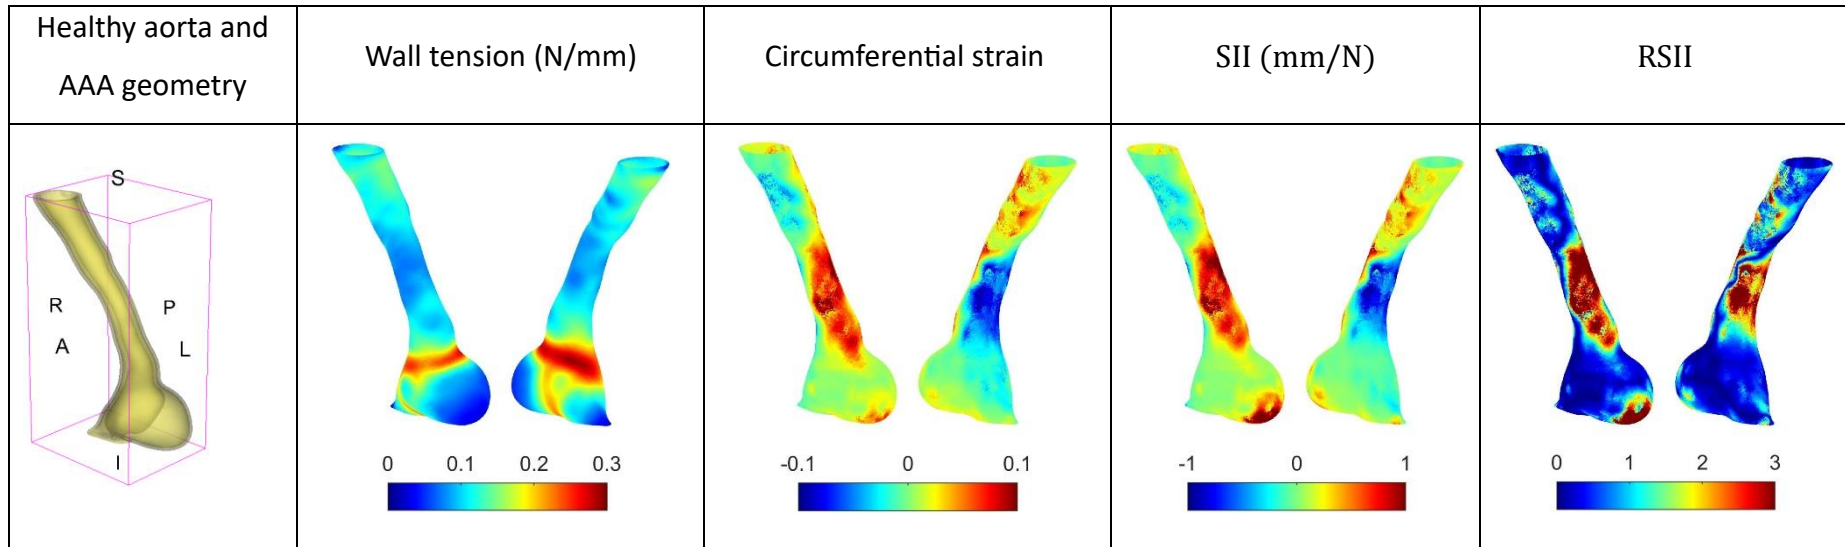 Healthy aorta and
AAA geometry
Wall tension (N/mm)
Circumferential strain
SII (mm/N)
RSII
S
R
P
A
L
I
0 0.1 0.2 0.3
-0.1 0 0.1
-1 0 1
0 1 2 3